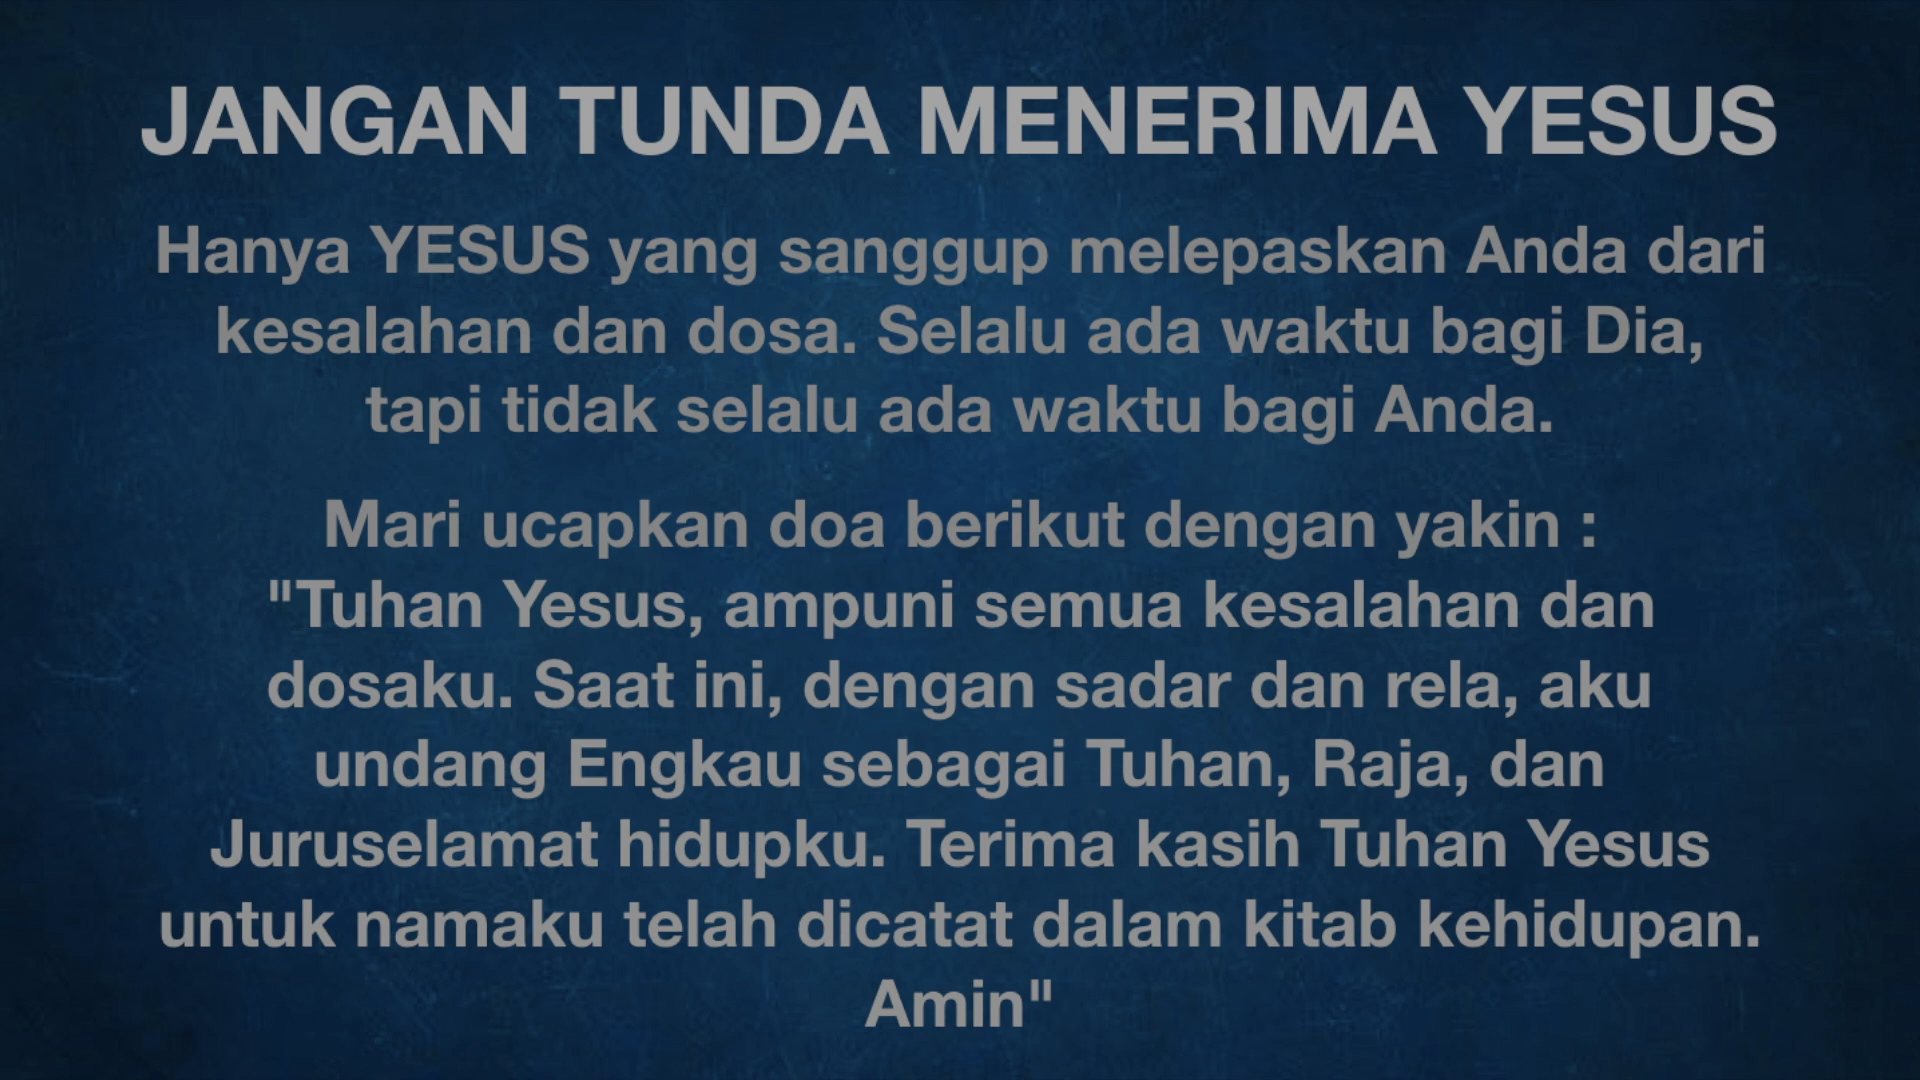 JANGAN TUNDA MENERIMA YESUS
Hanya YESUS yang sanggup melepaskan Anda dari
kesalahan dan dosa. Selalu ada waktu bagi Dia,
tapi tidak selalu ada waktu bagi Anda.
Mari ucapkan doa berikut dengan yakin :
"Tuhan Yesus, ampuni semua kesalahan dan
dosaku. Saat ini, dengan sadar dan rela, aku
undang Engkau sebagai Tuhan, Raja, dan
Juruselamat hidupku. Terima kasih Tuhan Yesus
untuk namaku telah dicatat dalam kitab kehidupan.
Amin"